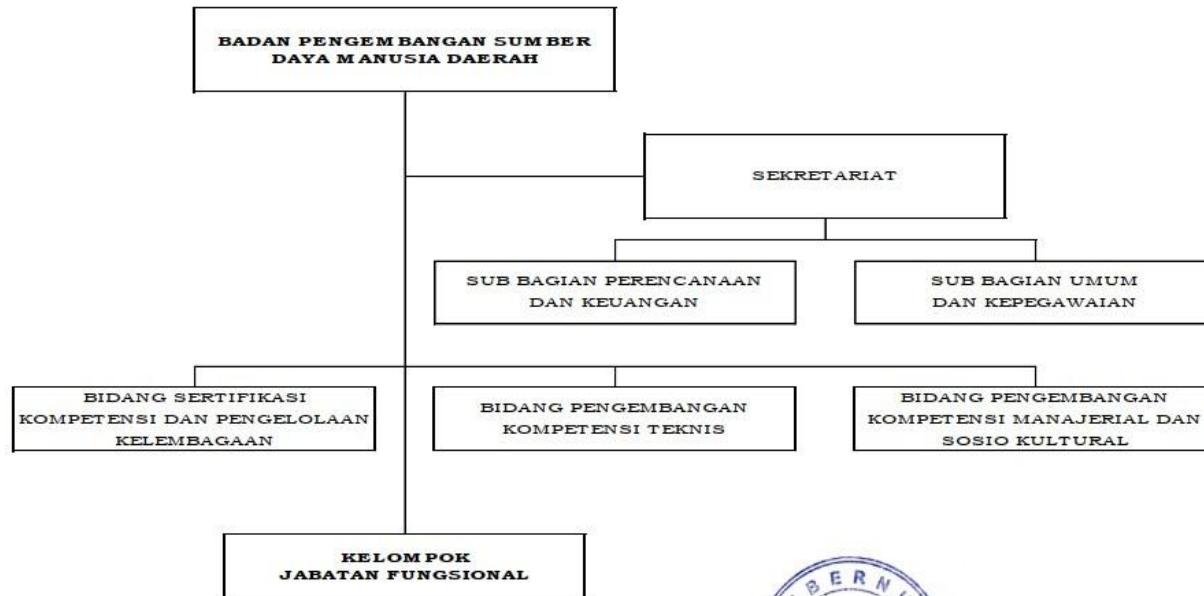 BADAN PENGEMBANGAN SUMBER
DAYA MANUSIA DAERAH
SEKRETARIAT
SUB BAGIAN PERENCANAAN
DAN KEUANGAN
SUB BAGIAN UMUM
DAN KEPEGAWAIAN
BIDANG SERTIFIKASI
KOMPETENSI DAN PENGELOLAAN
KELEMBAGAAN
BIDANG PENGEMBANGAN
KOMPETENSI TEKNIS
BIDANG PENGEMBANGAN
KOMPETENSI MANAJERIAL DAN
SOSIO KULTURAL
KELOMPOK
JABATAN FUNGSIONAL